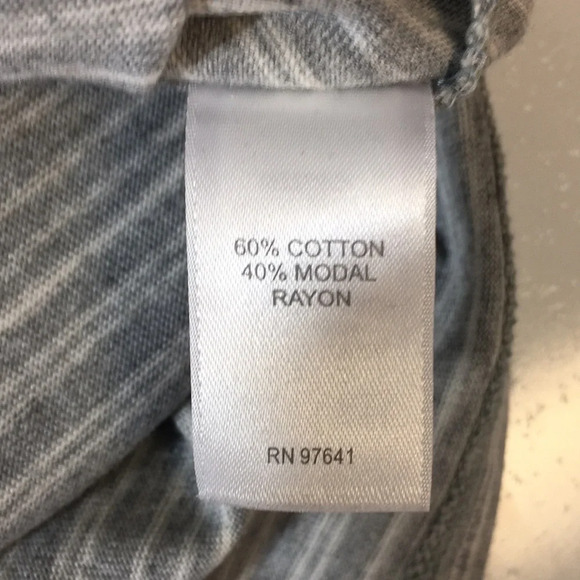 60% COTTON
40% MODAL
RAYON
RN 97641